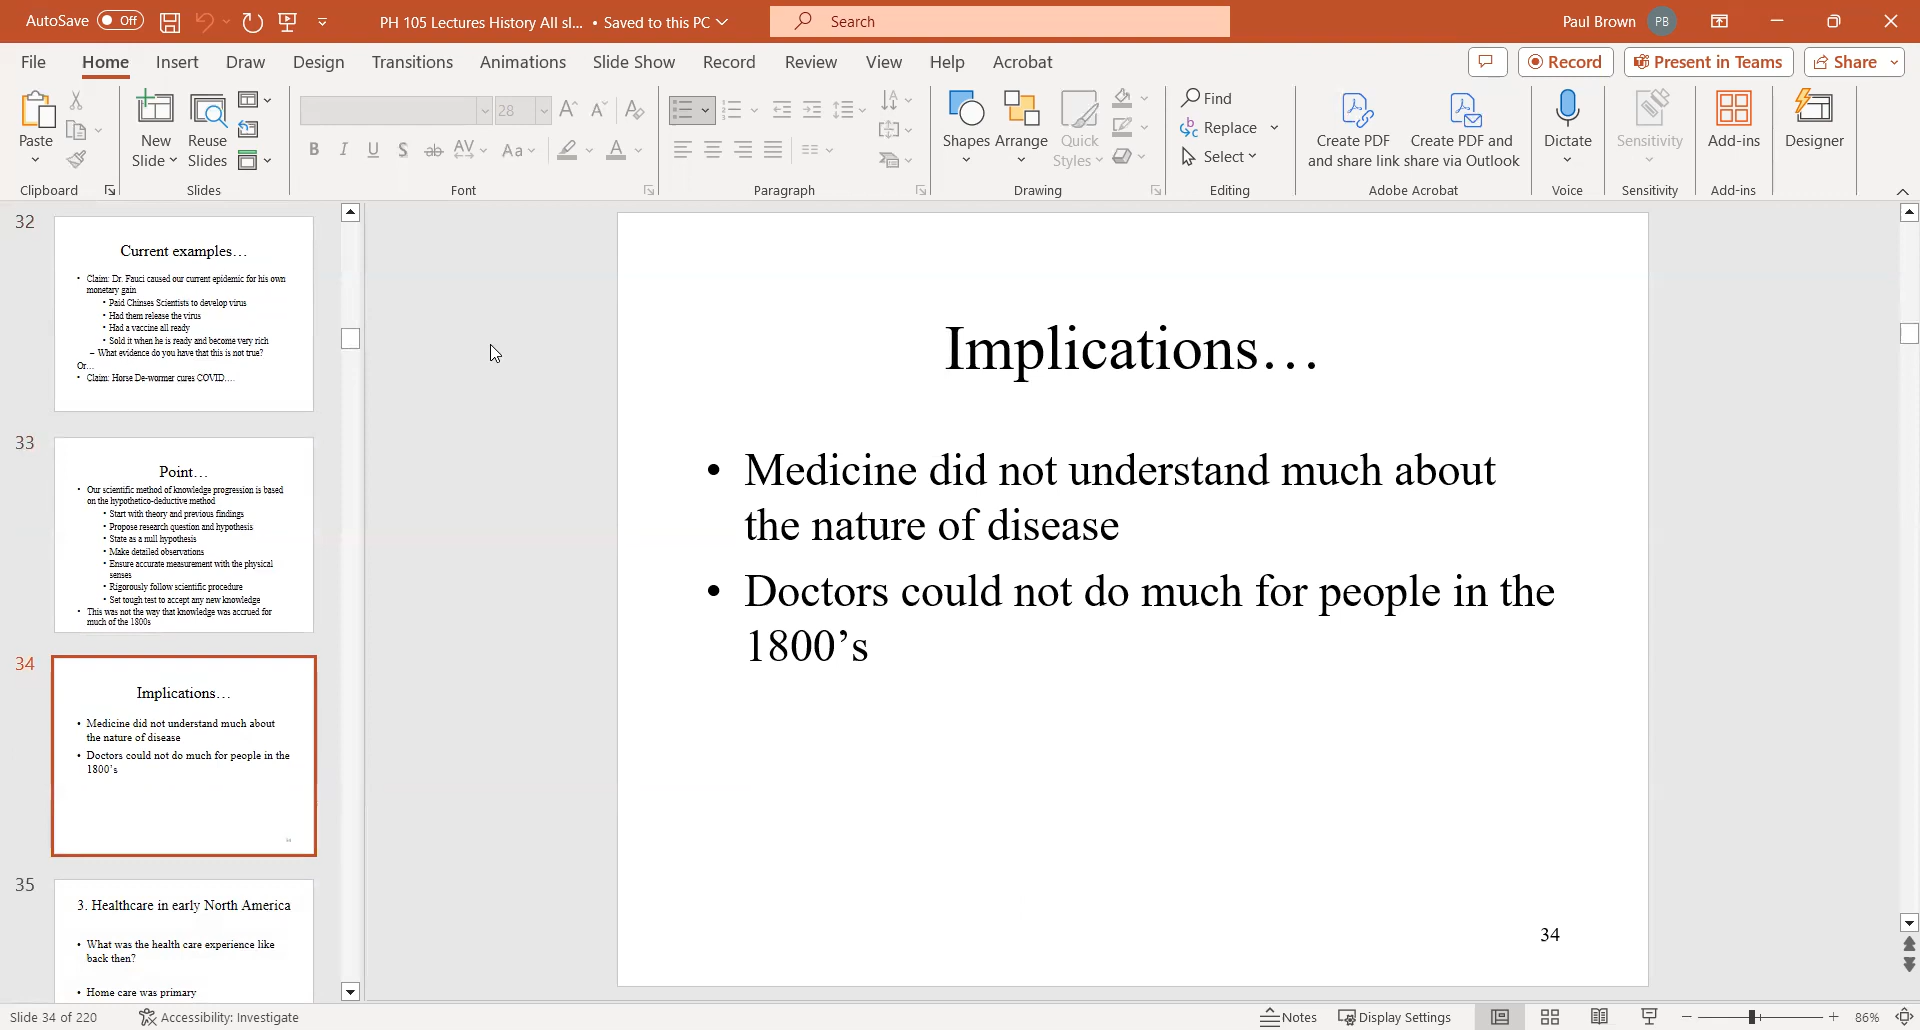 AutoSave Off PH 105 Lectures History All sl... • Saved to this PC Search Paul Brown PB
File Home Insert Draw Design Transitions Animations Slide Show Record Review View Help Acrobat Record Present in Teams Share
Paste
Clipboard
New Slide
Reuse Slides
Slides
28
B I U S ab AV Aa A
Font
Paragraph
Shapes
Arrange
Quick Styles
Drawing
Find
Replace
Select
Editing
Create PDF and share link
Create PDF and share via Outlook
Adobe Acrobat
Dictate
Voice
Sensitivity
Sensitivity
Add-ins
Add-ins
Designer
32
Current examples…
• Claim: Dr. Fauci caused our current epidemic for his own
monetary gain
• Paid Chinses Scientists to develop virus
• Had them release the virus
• Had a vaccine all ready
• Sold it when he is ready and become very rich
– What evidence do you have that this is not true?
Or…
• Claim: Horse De-wormer cures COVID….
33
Point…
• Our scientific method of knowledge progression is based
on the hypothetico-deductive method
• Start with theory and previous findings
• Propose research question and hypothesis
• State as a null hypothesis
• Make detailed observations
• Ensure accurate measurement with the physical
senses
• Rigorously follow scientific procedure
• Set tough test to accept any new knowledge
• This was not the way that knowledge was accrued for
much of the 1800s
34
Implications…
• Medicine did not understand much about
the nature of disease
• Doctors could not do much for people in the
1800's
35
3. Healthcare in early North America
• What was the health care experience like
back then?
• Home care was primary
Implications…
• Medicine did not understand much about
the nature of disease
• Doctors could not do much for people in the
1800’s
34
Slide 34 of 220 Accessibility: Investigate Notes Display Settings 86%